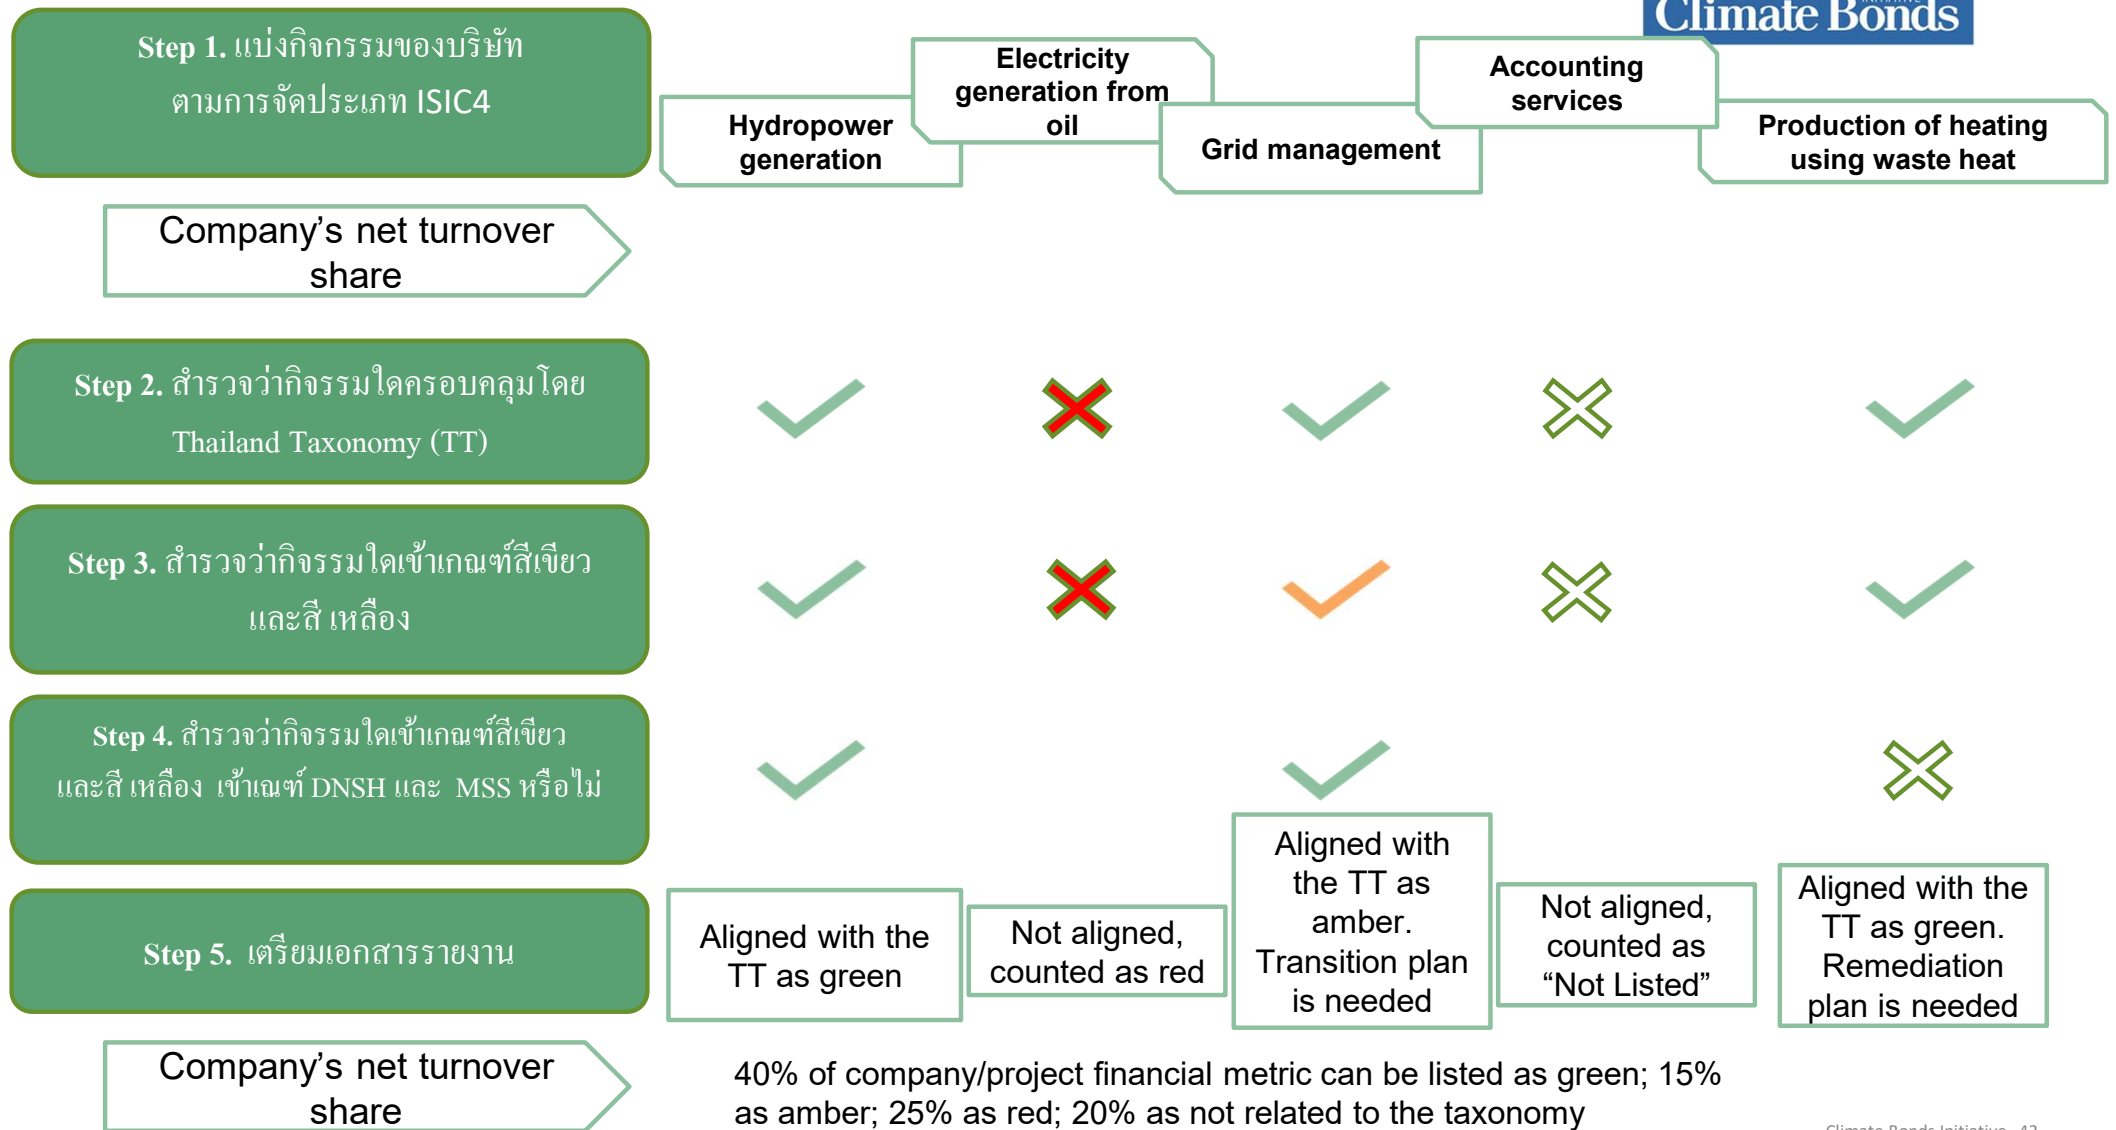 Climate Bonds
Step 1. แบ่งกิจกรรมของบริษัท
ตามการจัดประเภท ISIC4
Hydropower
generation
Electricity
generation from
oil
Grid management
Accounting
services
Production of heating
using waste heat
Company's net turnover
share
Step 2. สำรวจว่ากิจรรมใดครอบคลุมโดย
Thailand Taxonomy (TT)
Step 3. สำรวจว่ากิจรรมใดเข้าเกณฑ์สีเขียว
และสี เหลือง
Step 4. สำรวจว่ากิจรรมใดเข้าเกณฑ์สีเขียว
และสี เหลือง เข้าเณฑ์ DNSH และ MSS หรือไม่
Step 5. เตรียมเอกสารรายงาน
Aligned with the
TT as green
Not aligned,
counted as red
Aligned with
the TT as
amber.
Transition plan
is needed
Not aligned,
counted as
“Not Listed”
Aligned with the
TT as green.
Remediation
plan is needed
Company's net turnover
share
40% of company/project financial metric can be listed as green; 15%
as amber; 25% as red; 20% as not related to the taxonomy
Climate Bonds Initiative 42